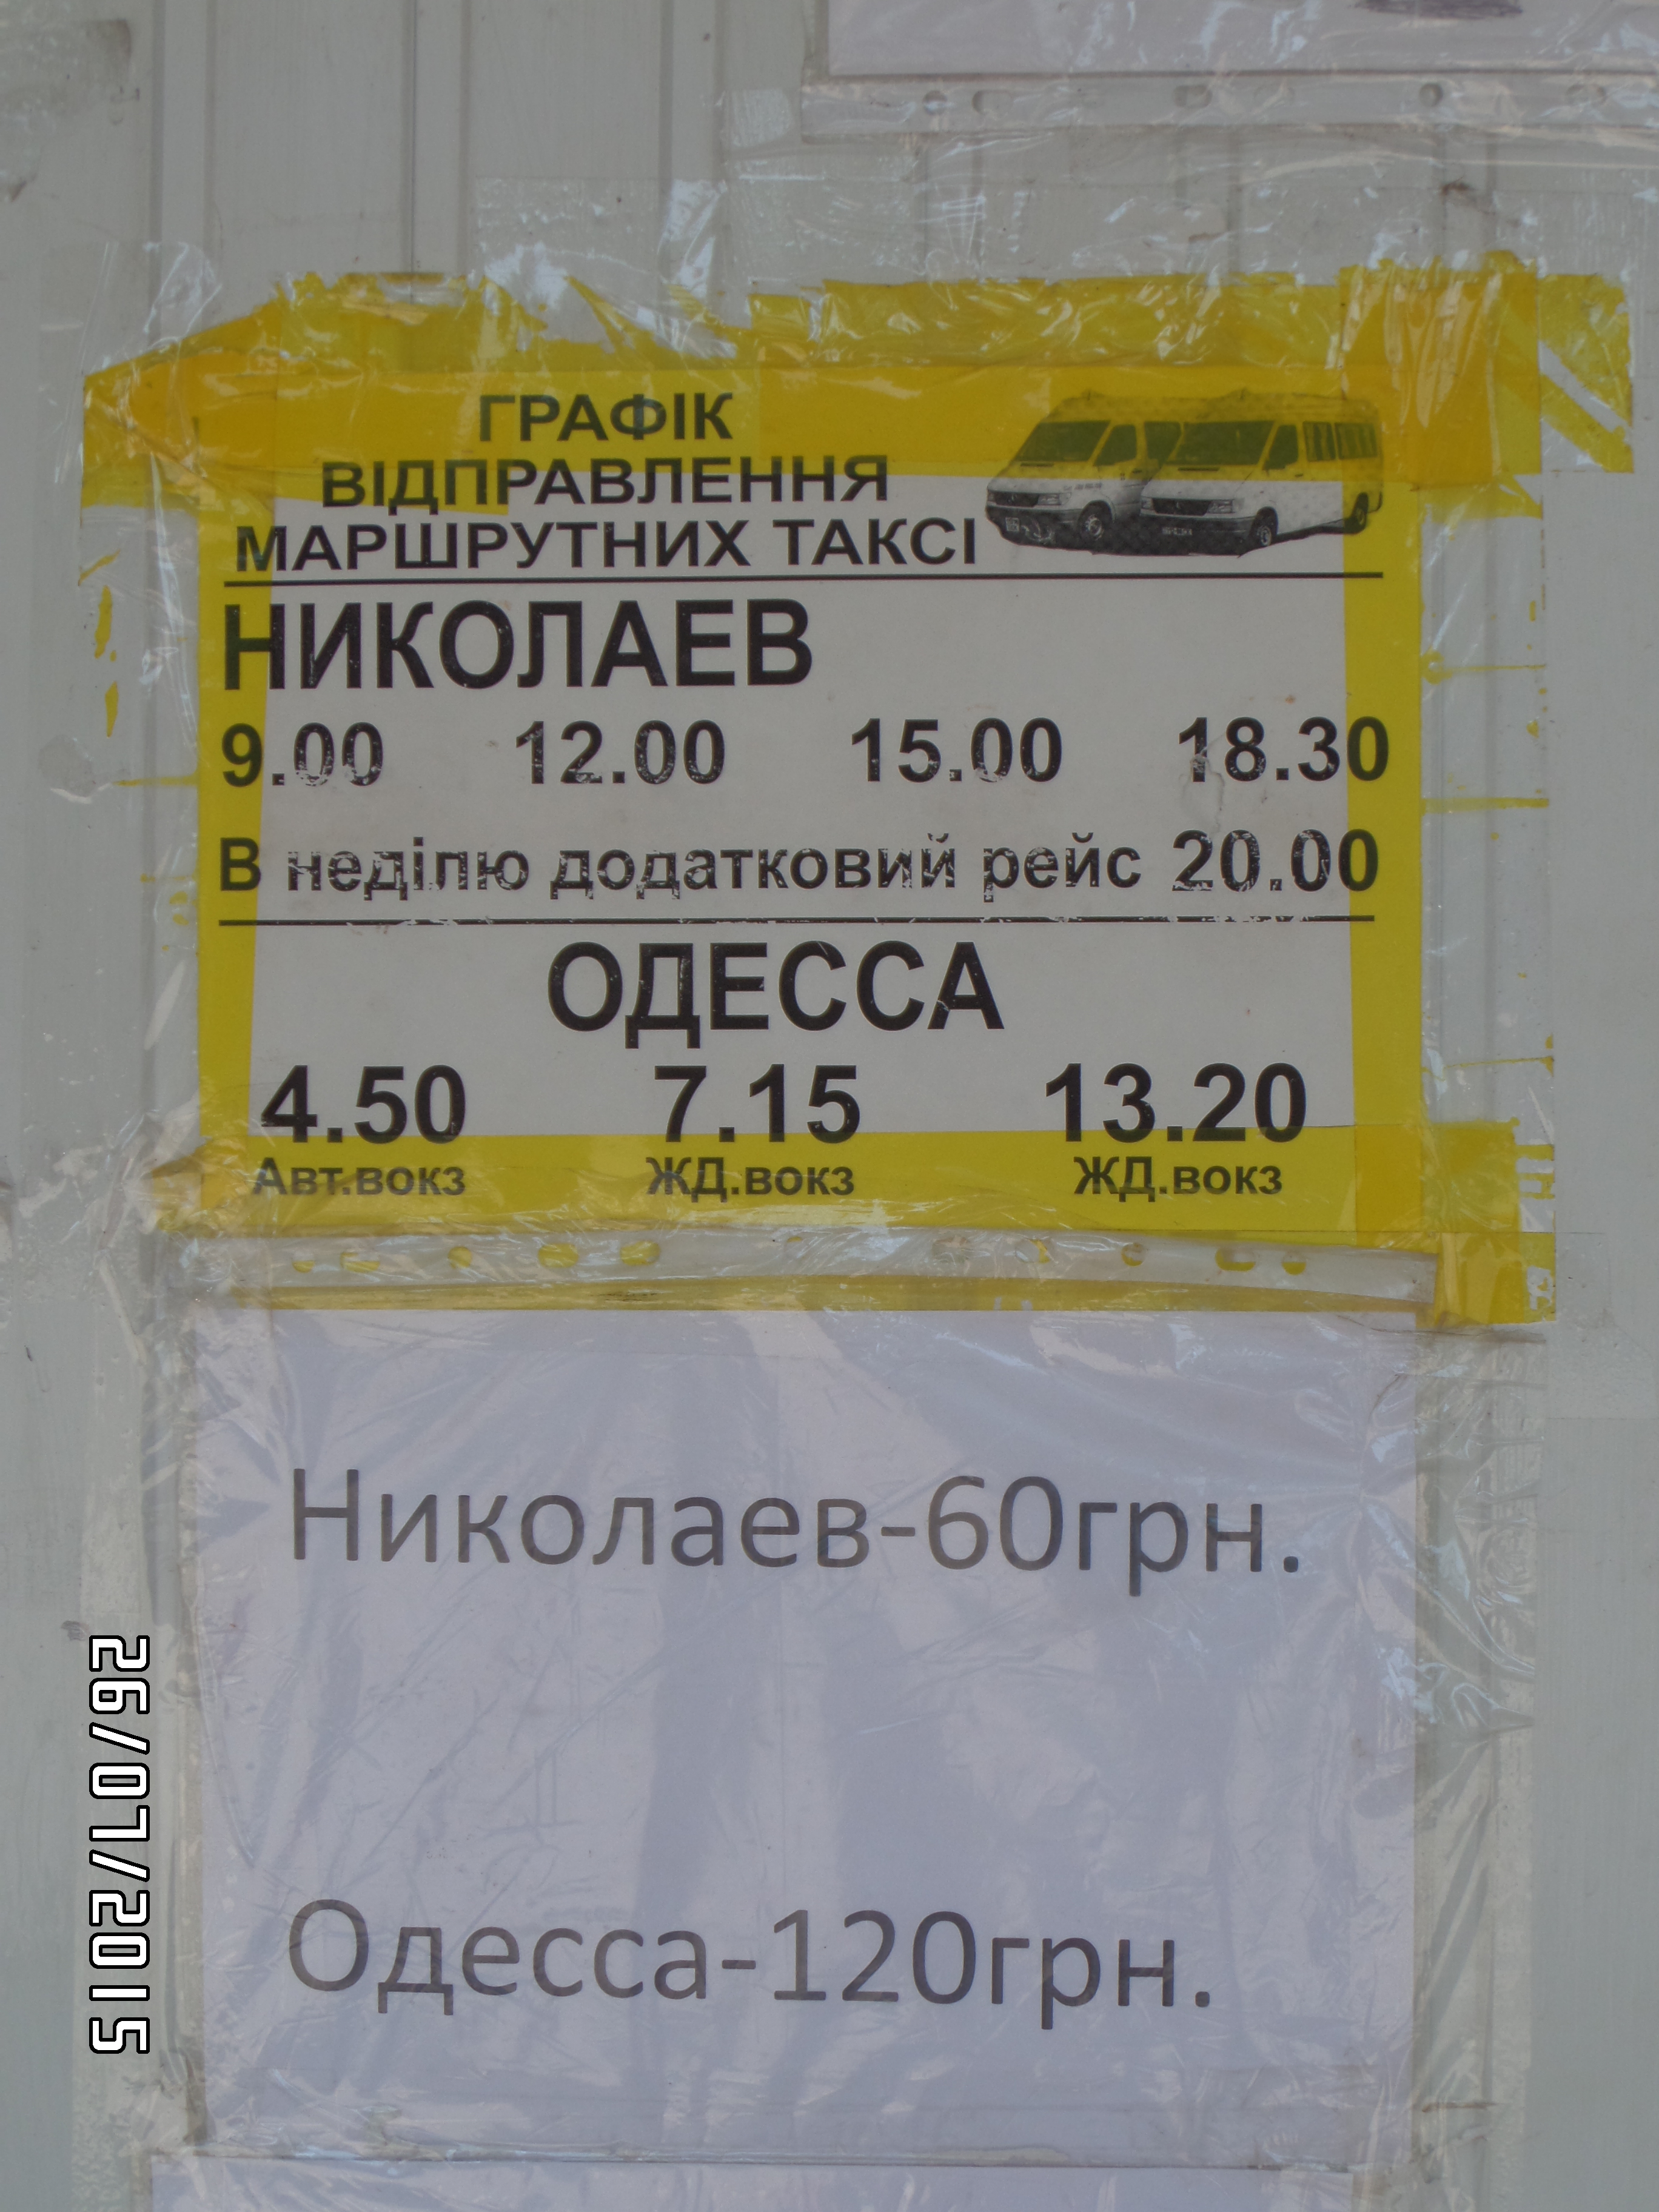 ГРАФІК
ВІДПРАВЛЕННЯ
МАРШРУТНИХ ТАКСІ
НИКОЛАЕВ
9.00 12.00 15.00 18.30
В неділю додатковий рейс 20.00
ОДЕССА
4.50 7.15 13.20
Авт.вокз ЖД.вокз ЖД.вокз
Николаев-60грн.
Одесса-120грн.
26/07/2015